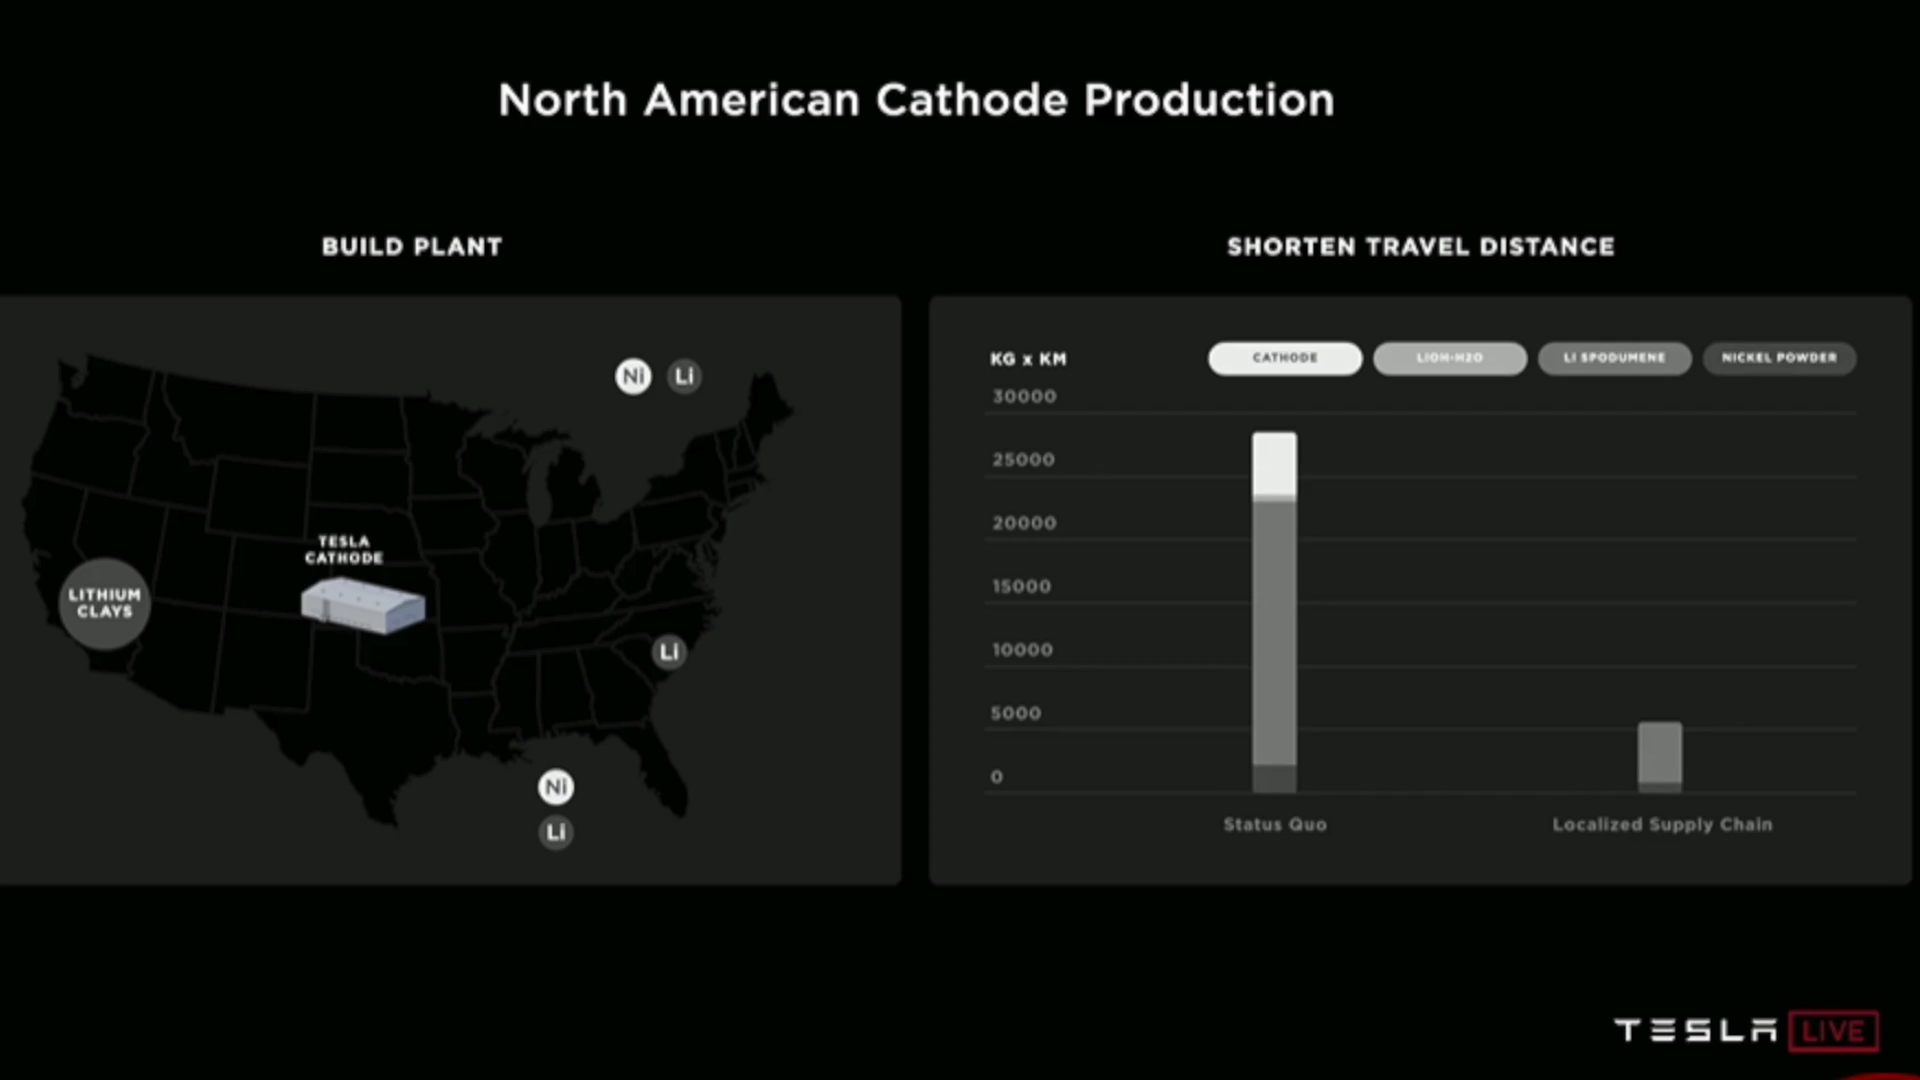 North American Cathode Production
BUILD PLANT
Ni Li
TESLA
CATHODE
LITHIUM
CLAYS
Li
Ni
Li
SHORTEN TRAVEL DISTANCE
KG x KM
CATHODE
LIOH-H2O
LI SPODUMENE
NICKEL POWDER
30000
25000
20000
15000
10000
5000
0
Status Quo
Localized Supply Chain
TESLA LIVE